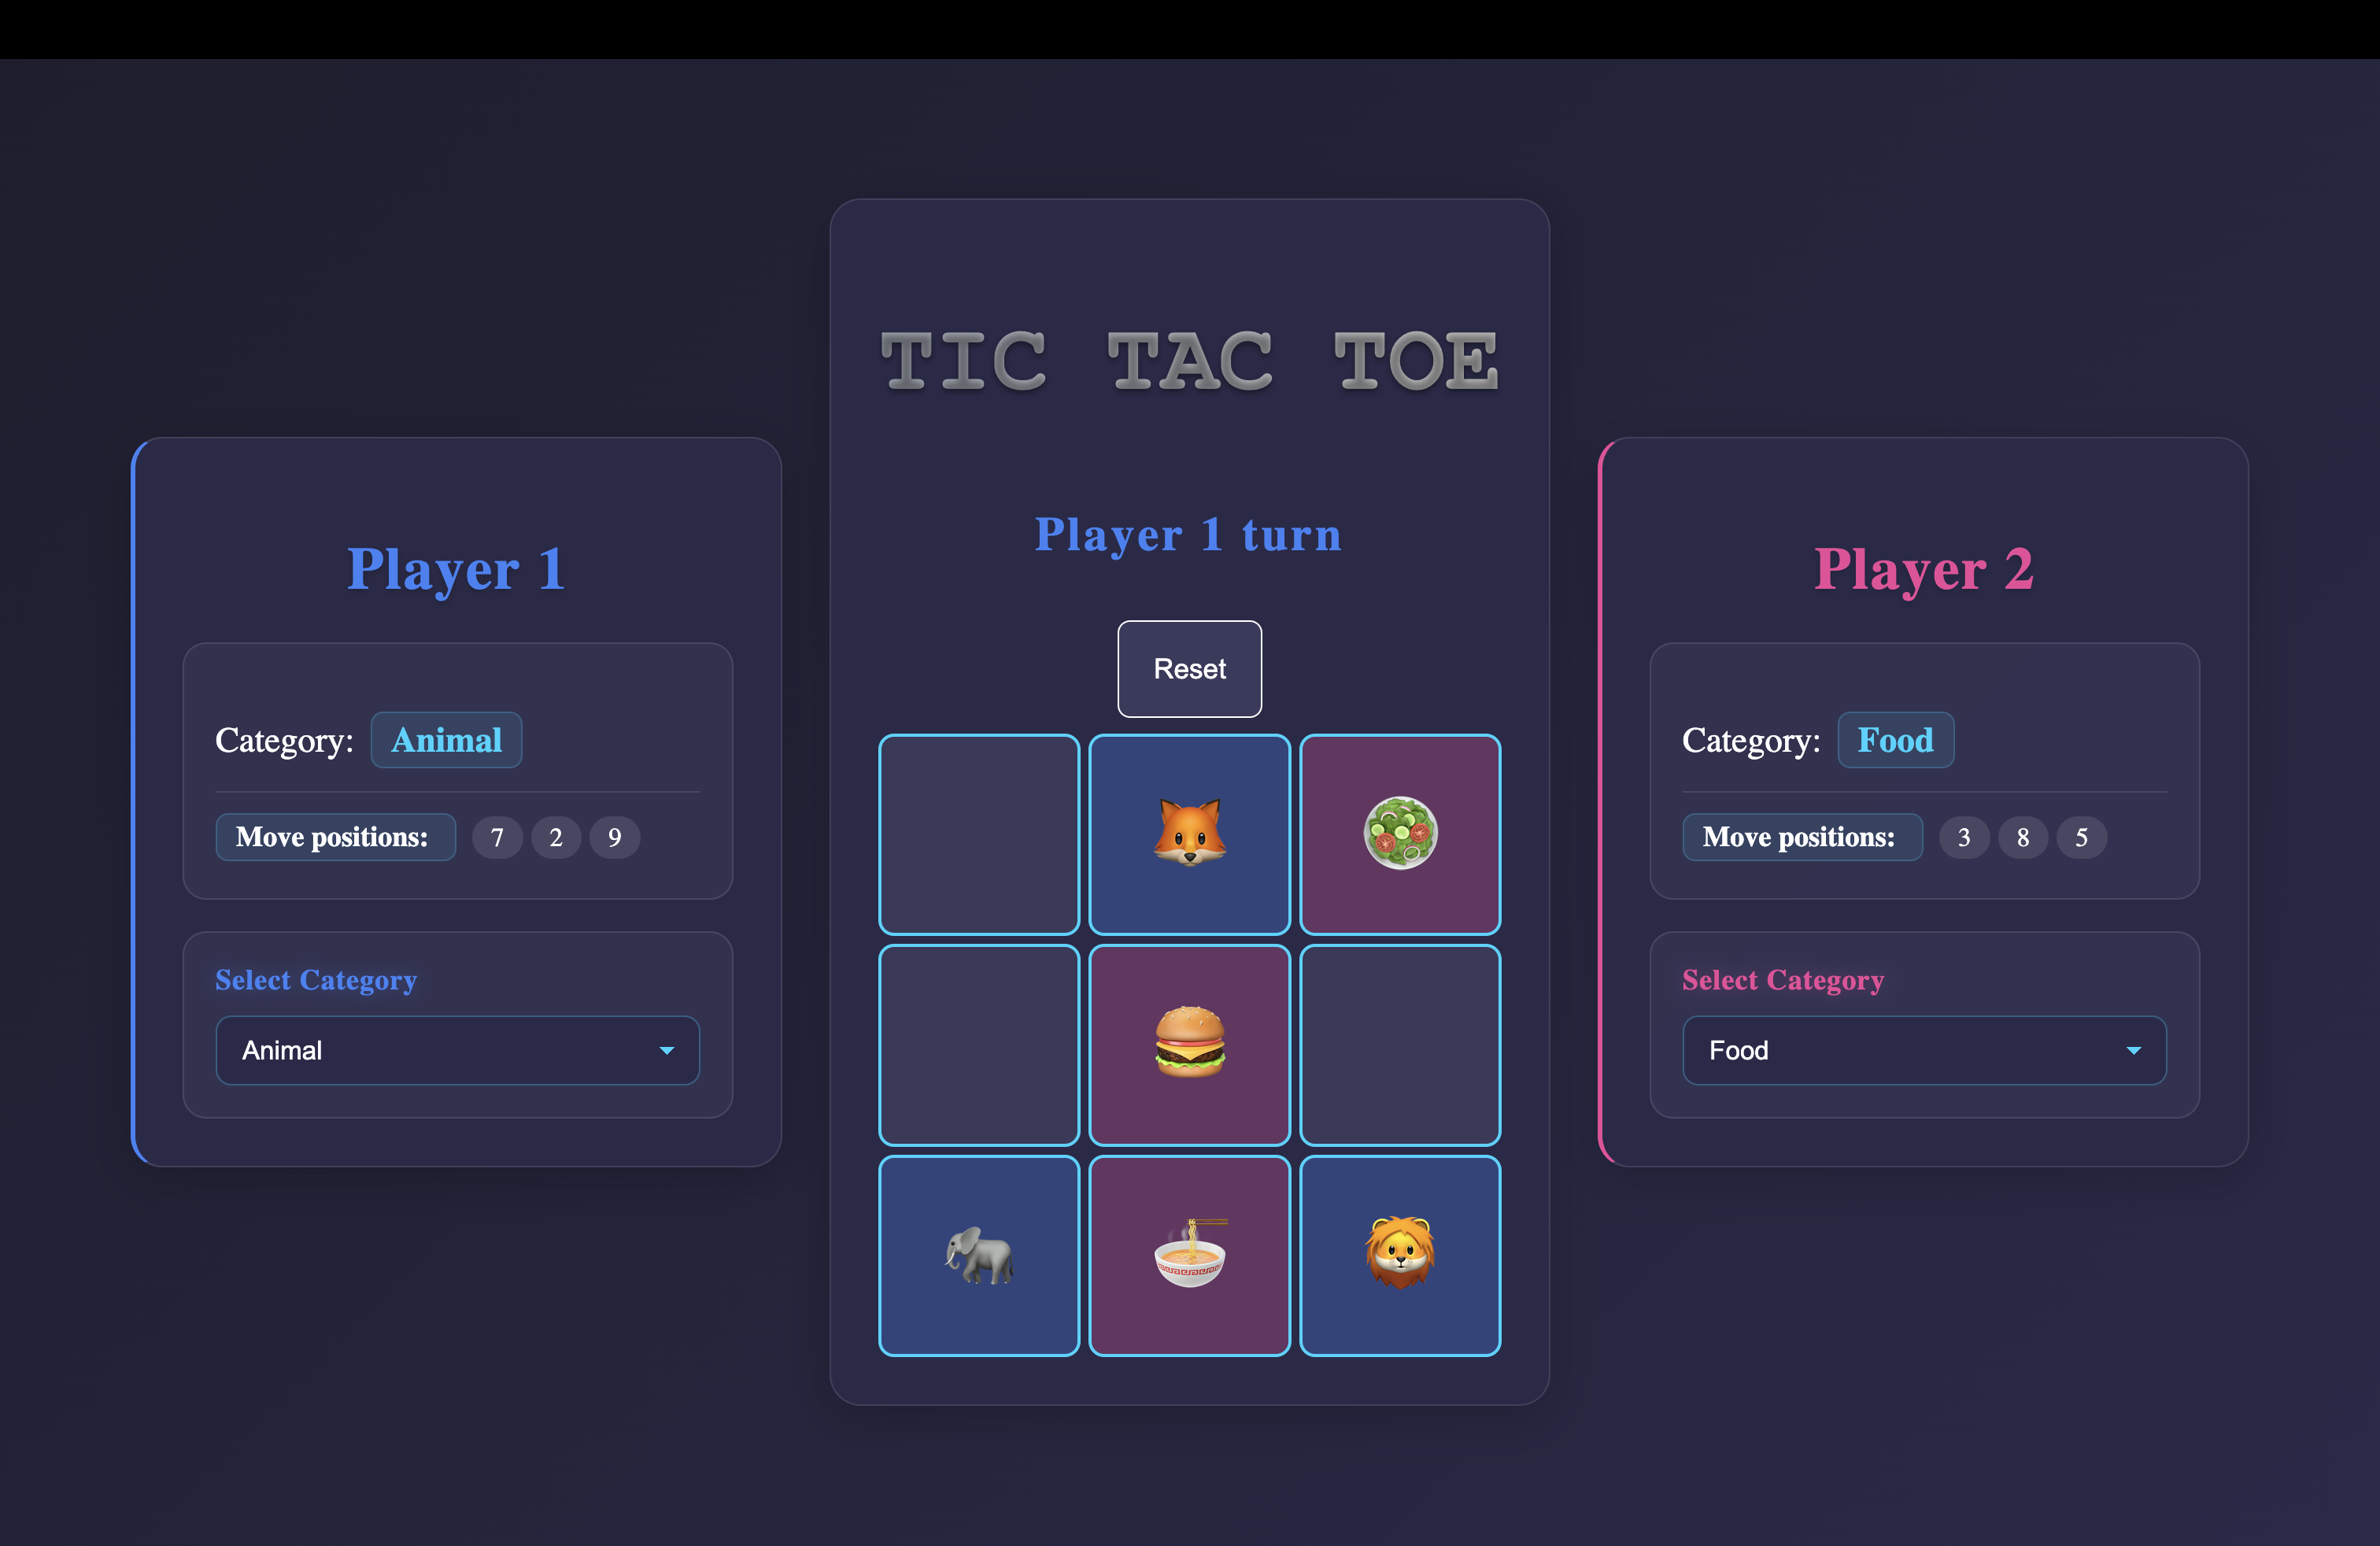 TIC TAC TOE
Player 1 turn
Reset
Player 1
Category: Animal
Move positions: 7 2 9
Select Category
Animal
Player 2
Category: Food
Move positions: 3 8 5
Select Category
Food